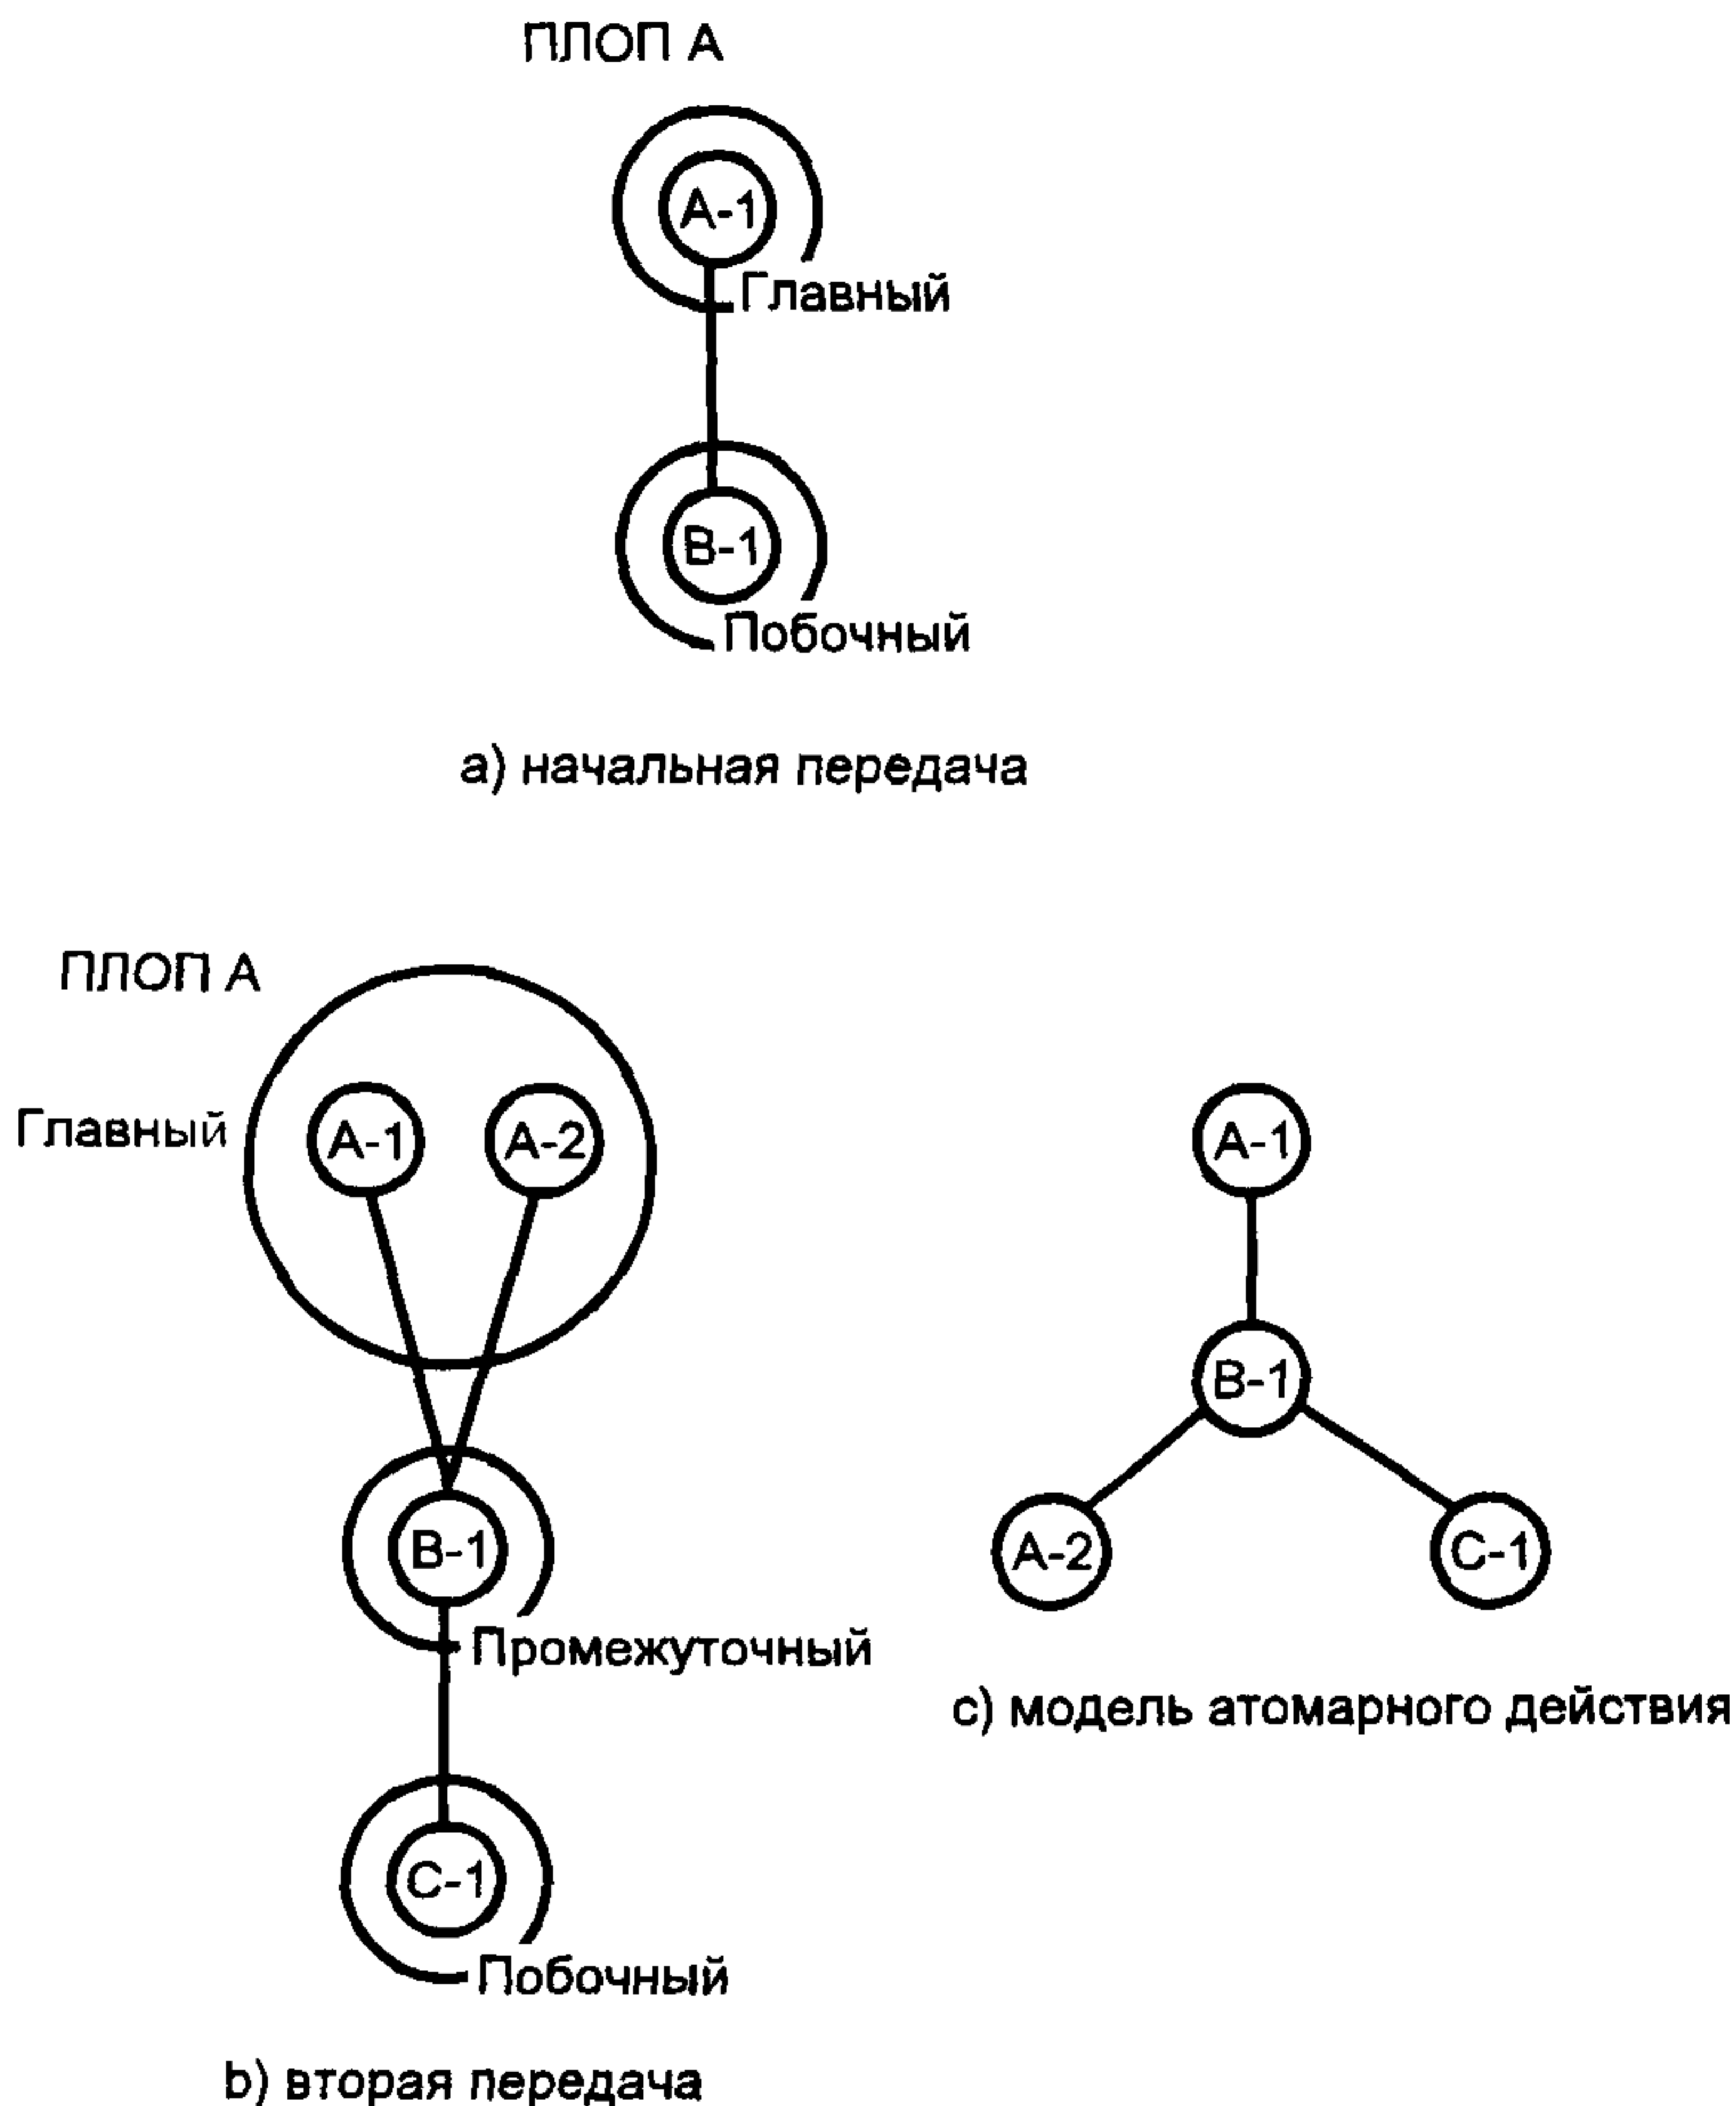 ПЛОП А
А-1
Главный
В-1
Побочный
a) начальная передача
ПЛОП А
Главный
А-1
А-2
В-1
Промежуточный
С-1
Побочный
b) вторая передача
А-1
В-1
А-2
С-1
c) модель атомарного действия